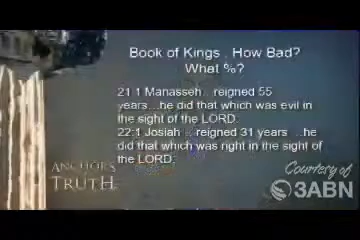 Book of Kings . How Bad?
What %?
21:1 Manasseh... reigned 55
years...he did that which was evil in
the sight of the LORD.
22:1 Josiah ...reigned 31 years ...he
did that which was right in the sight of
the LORD.
ANCHORS
OF
TRUTH
Courtesy of
3ABN